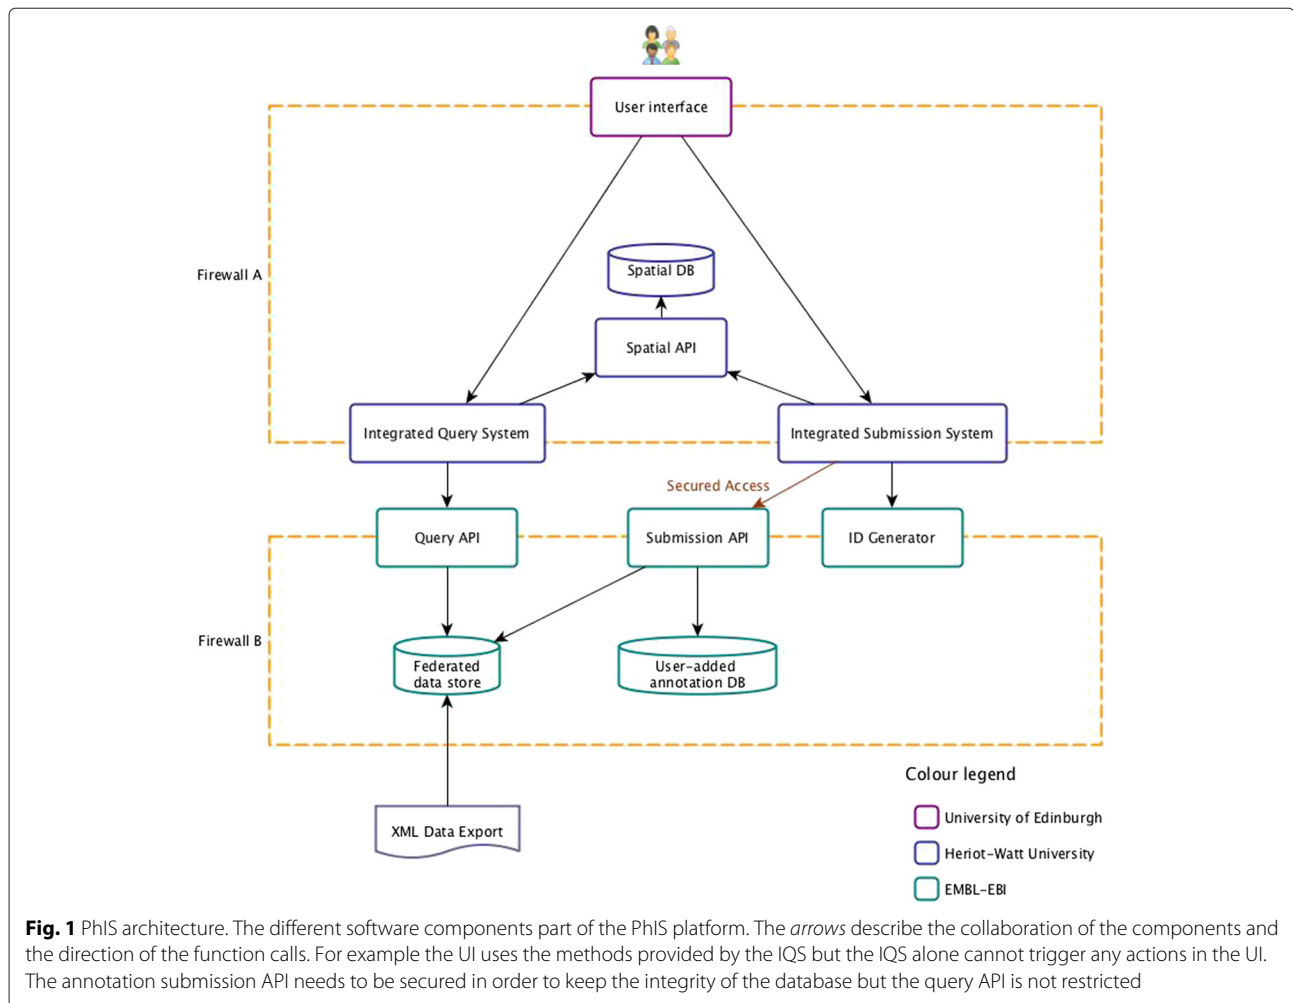 User interface
Firewall A
Spatial DB
Spatial API
Integrated Query System
Integrated Submission System
Secured Access
Query API
Submission API
ID Generator
Firewall B
Federated
data store
User-added
annotation DB
XML Data Export
Colour legend
University of Edinburgh
Heriot-Watt University
EMBL-EBI
Fig. 1 PhIS architecture. The different software components part of the PhIS platform. The arrows describe the collaboration of the components and
the direction of the function calls. For example the UI uses the methods provided by the IQS but the IQS alone cannot trigger any actions in the UI.
The annotation submission API needs to be secured in order to keep the integrity of the database but the query API is not restricted